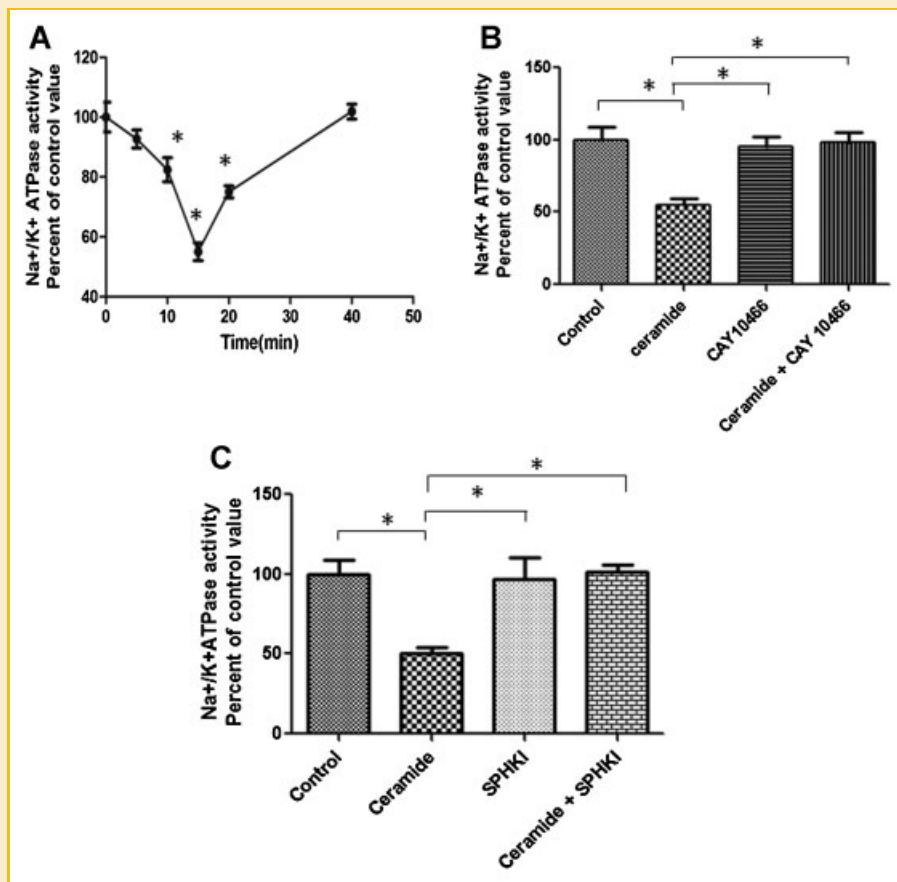 A
Na+/K+ ATPase activity
Percent of control value
120
100
80
60
40
0
10
20
30
40
50
Time(min)
*
*
*
B
Na+/K+ ATPase activity
Percent of control value
150
100
50
0
*
*
*
Control
ceramide
CAY10466
Ceramide + CAY 10466
C
Na+/K+ATPase activity
Percent of control value
150
100
50
0
*
*
*
Control
Ceramide
SPHKI
Ceramide + SPHKI